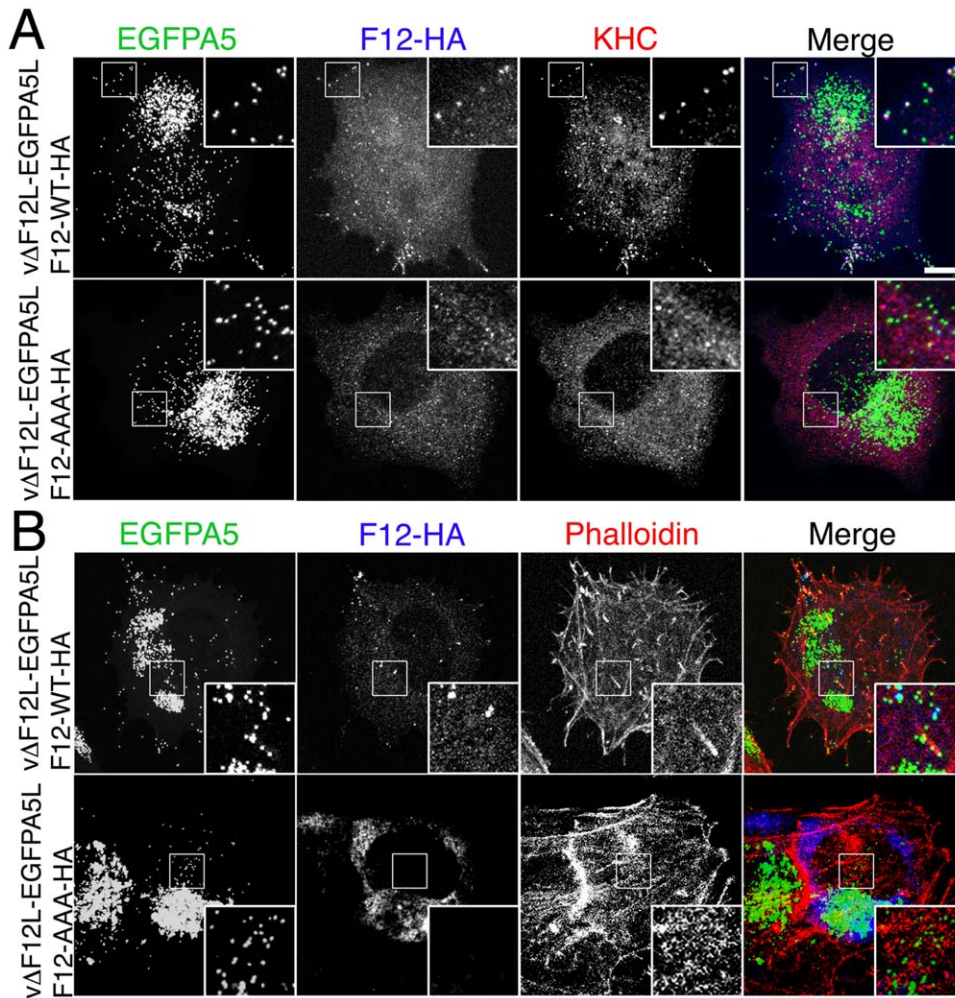 A
EGFPA5 F12-HA KHC Merge
vΔF12L-EGFPA5L
F12-WT-HA
vΔF12L-EGFPA5L
F12-AAA-HA
B
EGFPA5 F12-HA Phalloidin Merge
vΔF12L-EGFPA5L
F12-WT-HA
vΔF12L-EGFPA5L
F12-AAA-HA